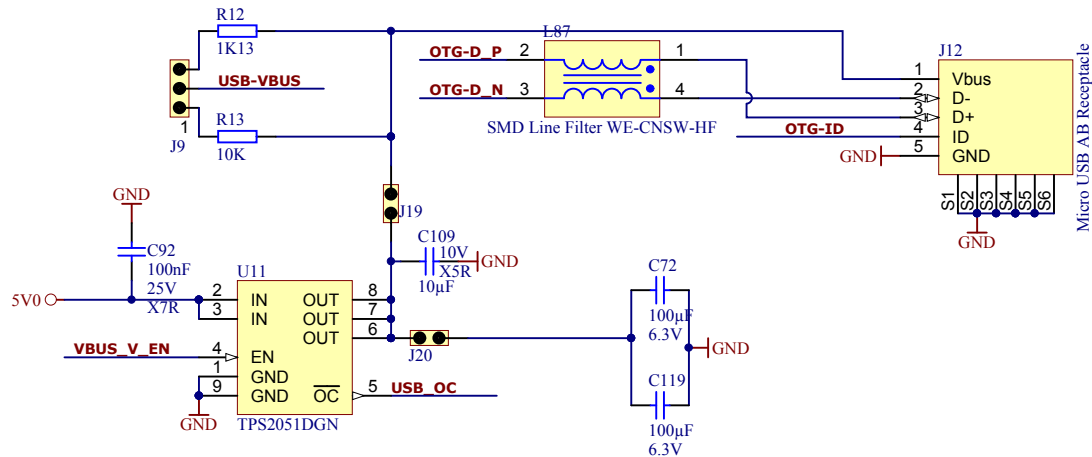 R12
1K13
USB-VBUS
1
J9
R13
10K
L87
OTG-D_P
2
1
OTG-D_N
3
4
SMD Line Filter WE-CNSW-HF
J12
1
Vbus
2
D-
3
D+
OTG-ID
4
ID
GND
5
GND
S1
S2
S3
S4
S5
S6
GND
Micro USB AB Receptacle
J19
GND
C92
100nF
25V
X7R
C109
10V
X5R
10µF
GND
5V0
U11
2
IN
3
IN
VBUS_V_EN
4
EN
1
GND
9
GND
GND
OUT
8
OUT
7
OUT
6
OC
5
USB_OC
TPS2051DGN
J20
C72
100µF
6.3V
GND
C119
100µF
6.3V